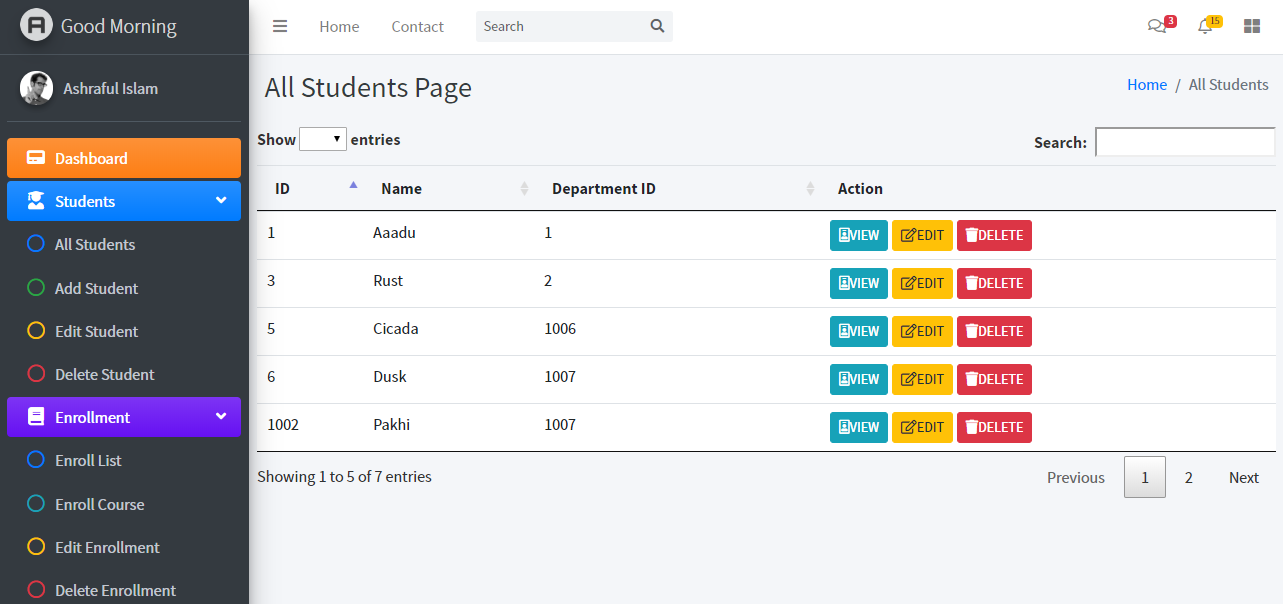 Good Morning
Home Contact Search 3 15
Ashraful Islam
Dashboard
Students
All Students
Add Student
Edit Student
Delete Student
Enrollment
Enroll List
Enroll Course
Edit Enrollment
Delete Enrollment
All Students Page
Home / All Students
Show entries
Search:
ID Name Department ID Action
1 Aaadu 1 VIEW EDIT DELETE
3 Rust 2 VIEW EDIT DELETE
5 Cicada 1006 VIEW EDIT DELETE
6 Dusk 1007 VIEW EDIT DELETE
1002 Pakhi 1007 VIEW EDIT DELETE
Showing 1 to 5 of 7 entries
Previous 1 2 Next